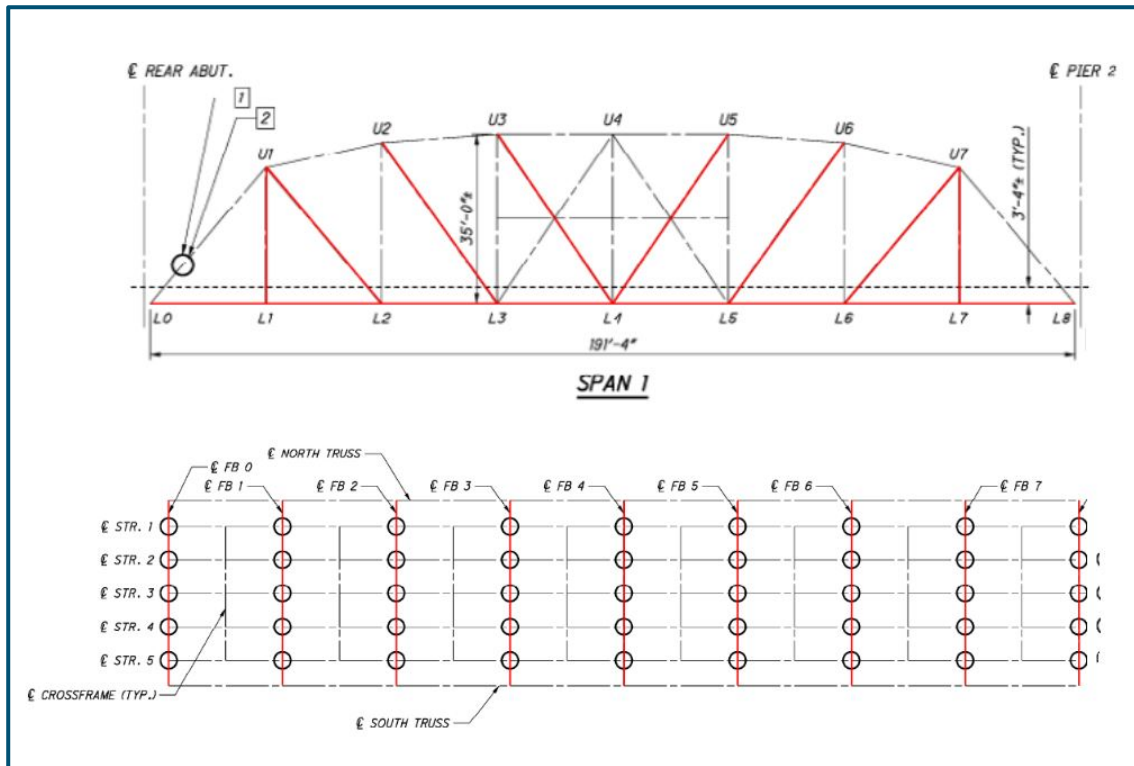 ℄ REAR ABUT.
℄ PIER 2
1
2
U1
U2
U3
U4
U5
U6
U7
35'-0"±
3'-4"± (TYP.)
L0
L1
L2
L3
L4
L5
L6
L7
L8
191'-4"
SPAN 1
℄ FB 0
℄ NORTH TRUSS
℄ FB 1
℄ FB 2
℄ FB 3
℄ FB 4
℄ FB 5
℄ FB 6
℄ FB 7
℄ STR. 1
℄ STR. 2
℄ STR. 3
℄ STR. 4
℄ STR. 5
℄ CROSSFRAME (TYP.)
℄ SOUTH TRUSS